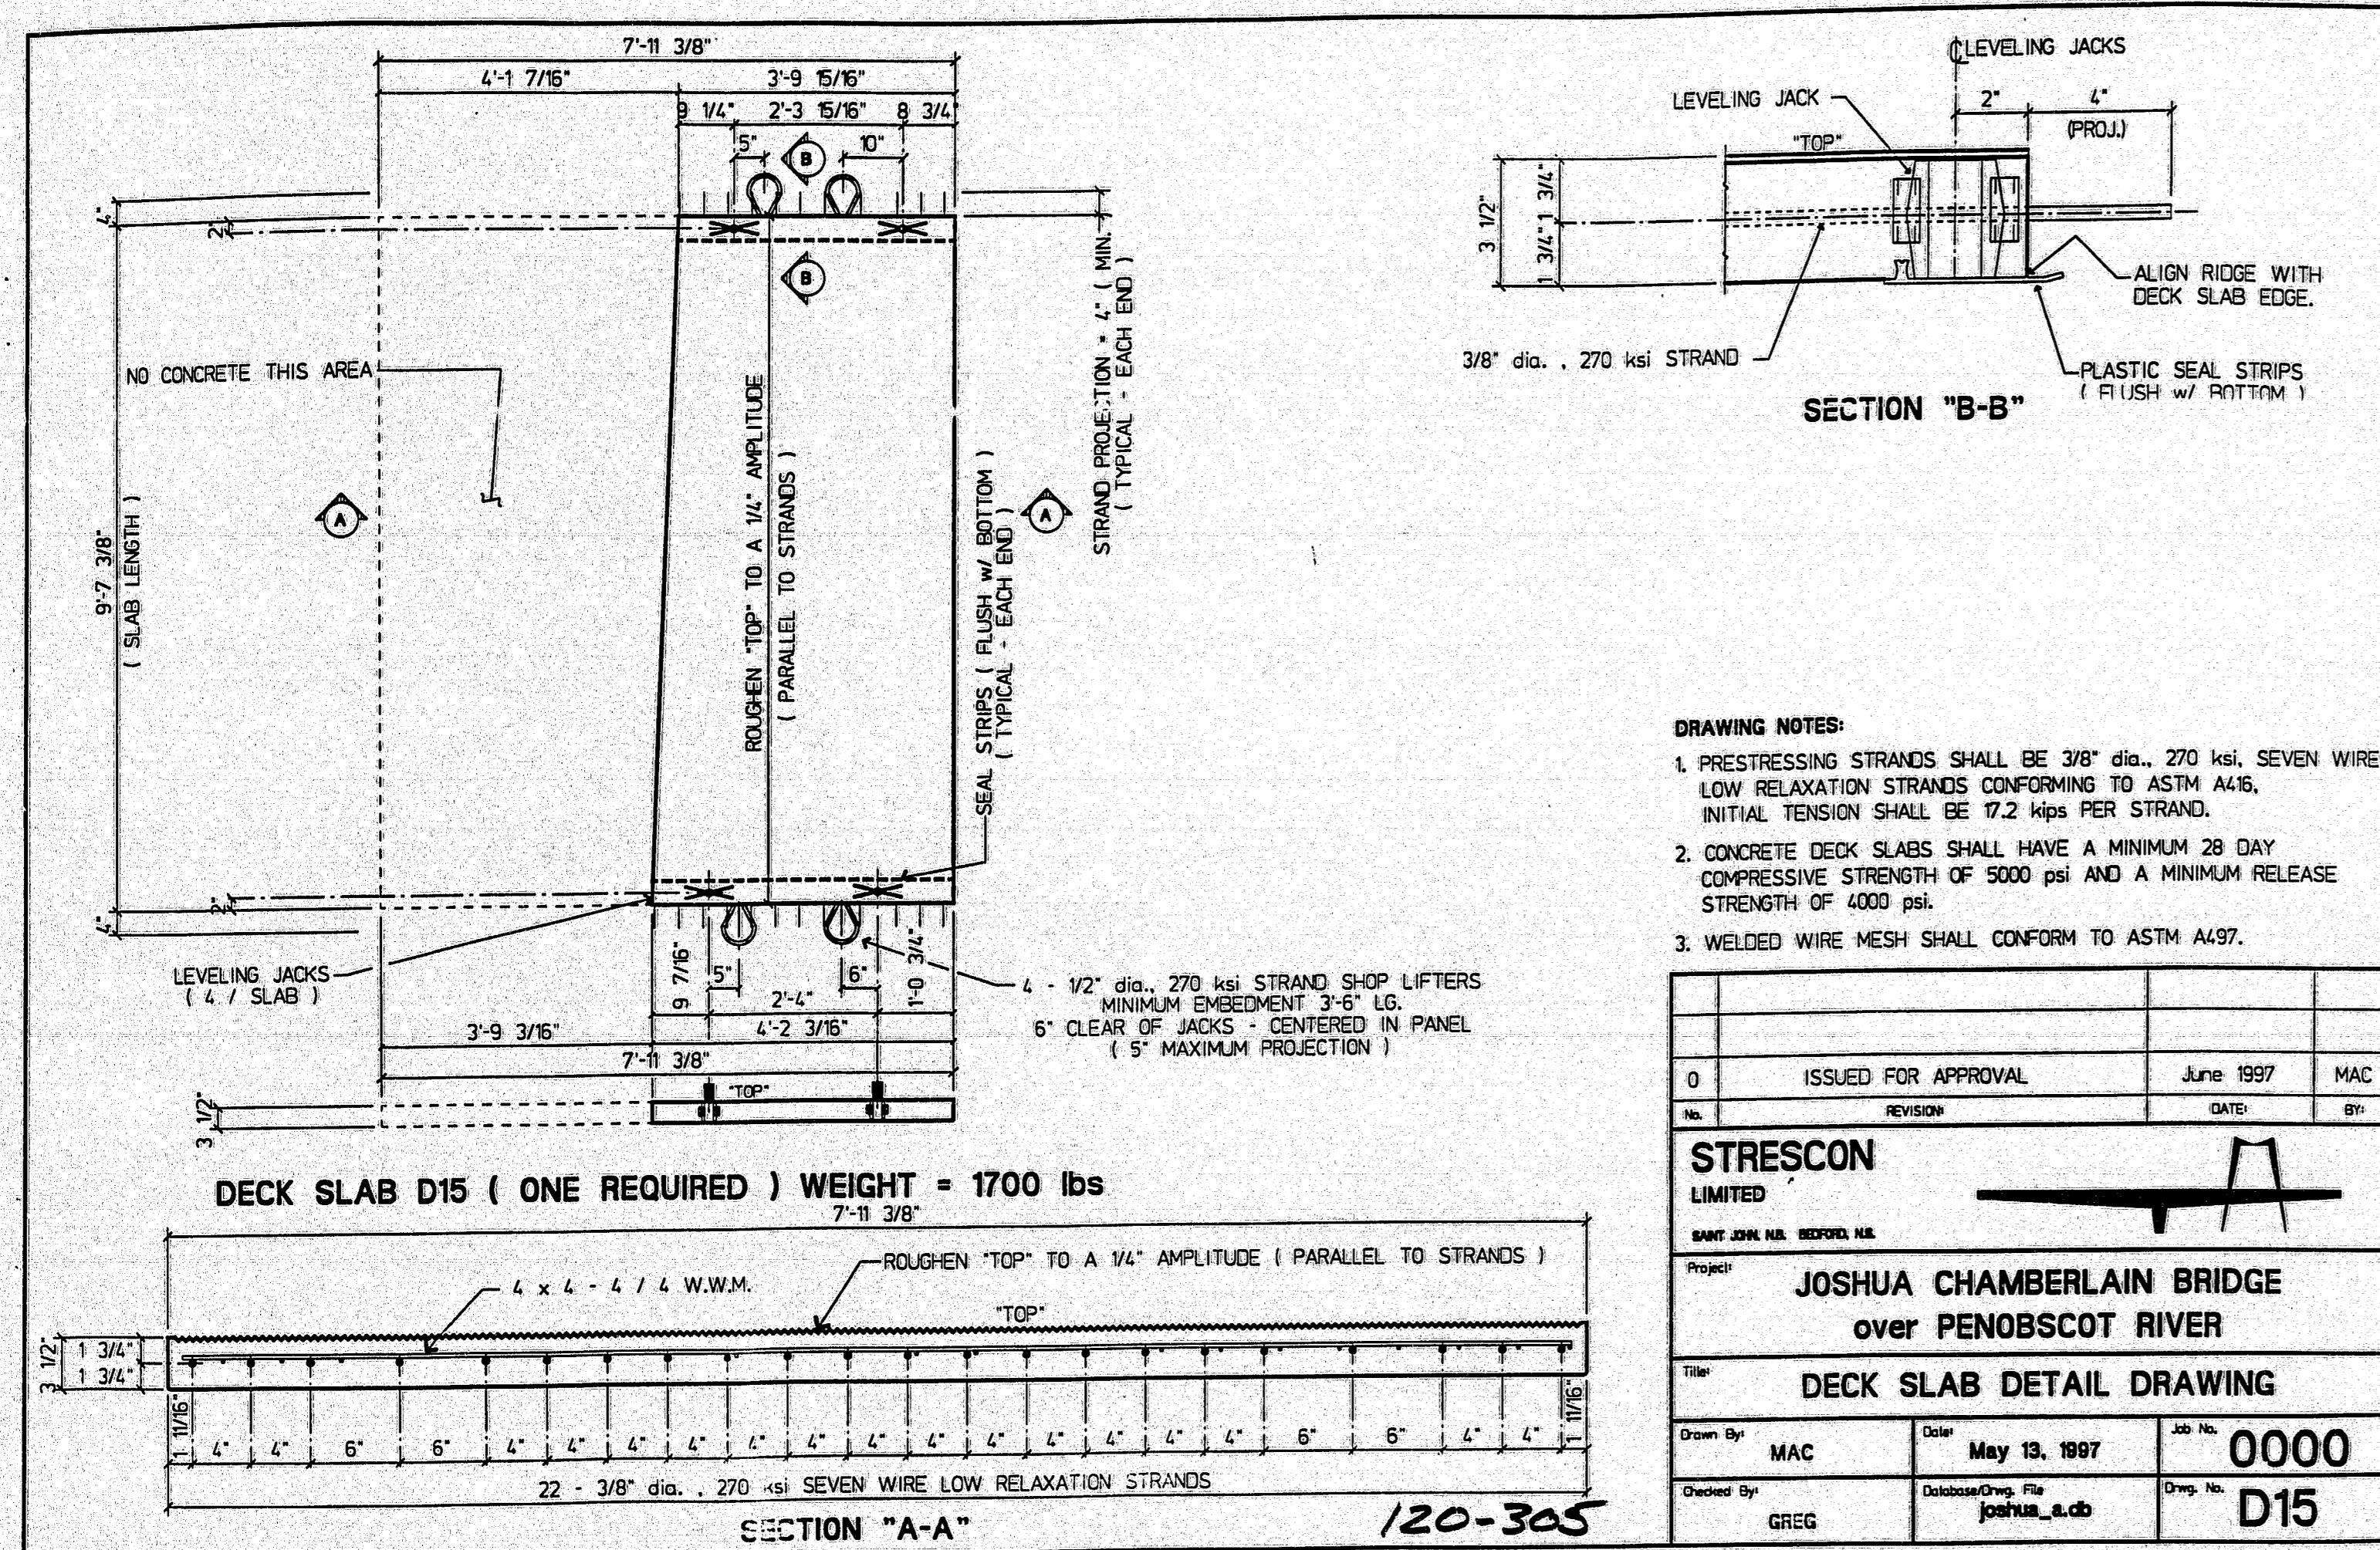 7'-11 3/8"
4'-1 7/16"
3'-9 15/16"
9 1/4"
2'-3 15/16"
8 3/4"
5"
B
10"
4"
2"
B
NO CONCRETE THIS AREA
A
9'-7 3/8"
( SLAB LENGTH )
ROUGHEN "TOP" TO A 1/4" AMPLITUDE
( PARALLEL TO STRANDS )
SEAL STRIPS ( FLUSH w/ BOTTOM )
( TYPICAL - EACH END )
A
STRAND PROJECTION = 4" ( MIN. )
( TYPICAL - EACH END )
2"
4"
LEVELING JACKS
( 4 / SLAB )
9 7/16"
5"
6"
1'-0 3/4"
2'-4"
3'-9 3/16"
4'-2 3/16"
7'-11 3/8"
4 - 1/2" dia., 270 ksi STRAND SHOP LIFTERS
MINIMUM EMBEDMENT 3'-6" LG.
6" CLEAR OF JACKS - CENTERED IN PANEL
( 5" MAXIMUM PROJECTION )
"TOP"
3 1/2"
DECK SLAB D15 ( ONE REQUIRED ) WEIGHT = 1700 lbs
7'-11 3/8"
ROUGHEN "TOP" TO A 1/4" AMPLITUDE ( PARALLEL TO STRANDS )
4 x 4 - 4 / 4 W.W.M.
"TOP"
3 1/2"
1 3/4"
1 3/4"
1 11/16"
4" 4" 6" 6" 4" 4" 4" 4" 4" 4" 4" 4" 4" 4" 4" 4" 4" 6" 6" 4" 4"
1 11/16"
22 - 3/8" dia. , 270 ksi SEVEN WIRE LOW RELAXATION STRANDS
SECTION "A-A"
120-305
℄ LEVELING JACKS
LEVELING JACK
2"
4"
(PROJ.)
"TOP"
3 1/2"
1 3/4"
1 3/4"
ALIGN RIDGE WITH
DECK SLAB EDGE.
3/8" dia. , 270 ksi STRAND
PLASTIC SEAL STRIPS
( FLUSH w/ BOTTOM )
SECTION "B-B"
DRAWING NOTES:
1. PRESTRESSING STRANDS SHALL BE 3/8" dia., 270 ksi, SEVEN WIRE
LOW RELAXATION STRANDS CONFORMING TO ASTM A416,
INITIAL TENSION SHALL BE 17.2 kips PER STRAND.
2. CONCRETE DECK SLABS SHALL HAVE A MINIMUM 28 DAY
COMPRESSIVE STRENGTH OF 5000 psi AND A MINIMUM RELEASE
STRENGTH OF 4000 psi.
3. WELDED WIRE MESH SHALL CONFORM TO ASTM A497.
0 ISSUED FOR APPROVAL June 1997 MAC
No. REVISION: DATE: BY:
STRESCON
LIMITED
SAINT JOHN, N.B. BEDFORD, N.S.
Project:
JOSHUA CHAMBERLAIN BRIDGE
over PENOBSCOT RIVER
Title:
DECK SLAB DETAIL DRAWING
Drawn By:
MAC
Date:
May 13, 1997
Job No.
0000
Checked By:
GREG
Database/Drwg. File
joshua_a.db
Drwg. No.
D15